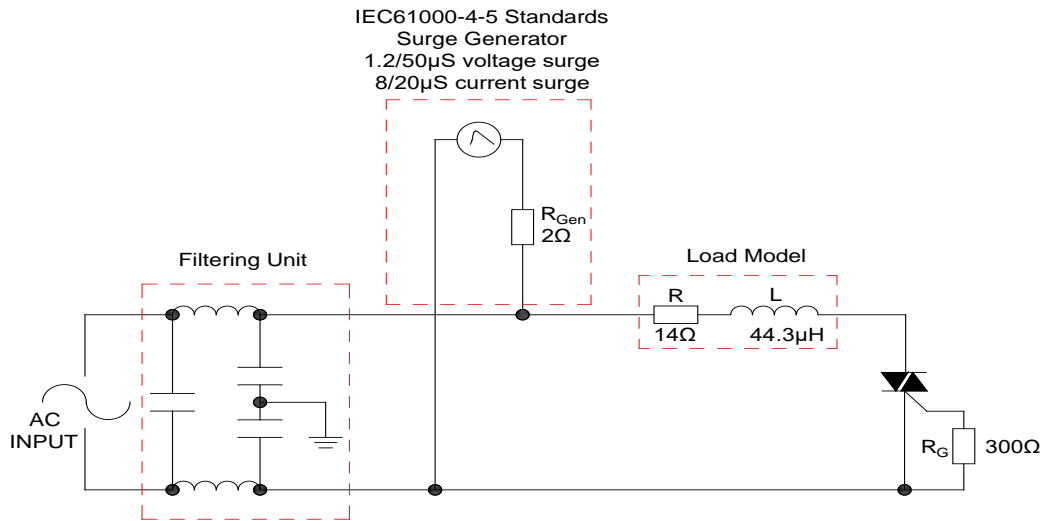 IEC61000-4-5 Standards
Surge Generator
1.2/50µS voltage surge
8/20µS current surge
RGen
2Ω
Filtering Unit
Load Model
R
L
14Ω
44.3µH
AC
INPUT
RG
300Ω